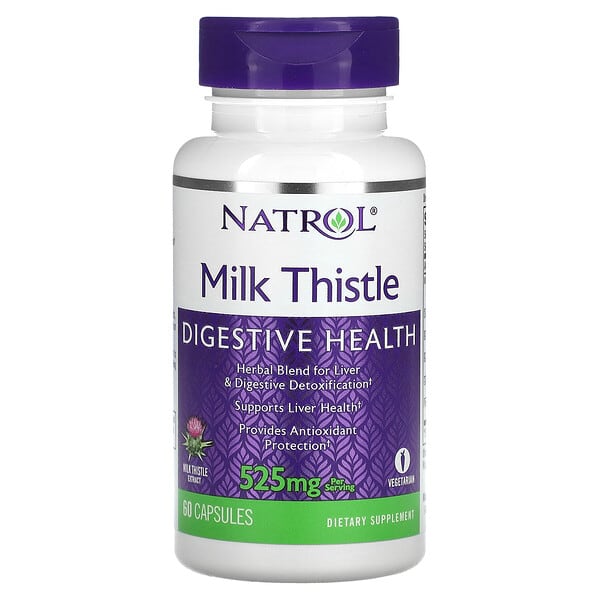 NATROL®
Milk Thistle
DIGESTIVE HEALTH
Herbal Blend for Liver
& Digestive Detoxification‡
Supports Liver Health‡
Provides Antioxidant
Protection‡
MILK THISTLE
EXTRACT
525mg Per
Serving
VEGETARIAN
60 CAPSULES
DIETARY SUPPLEMENT